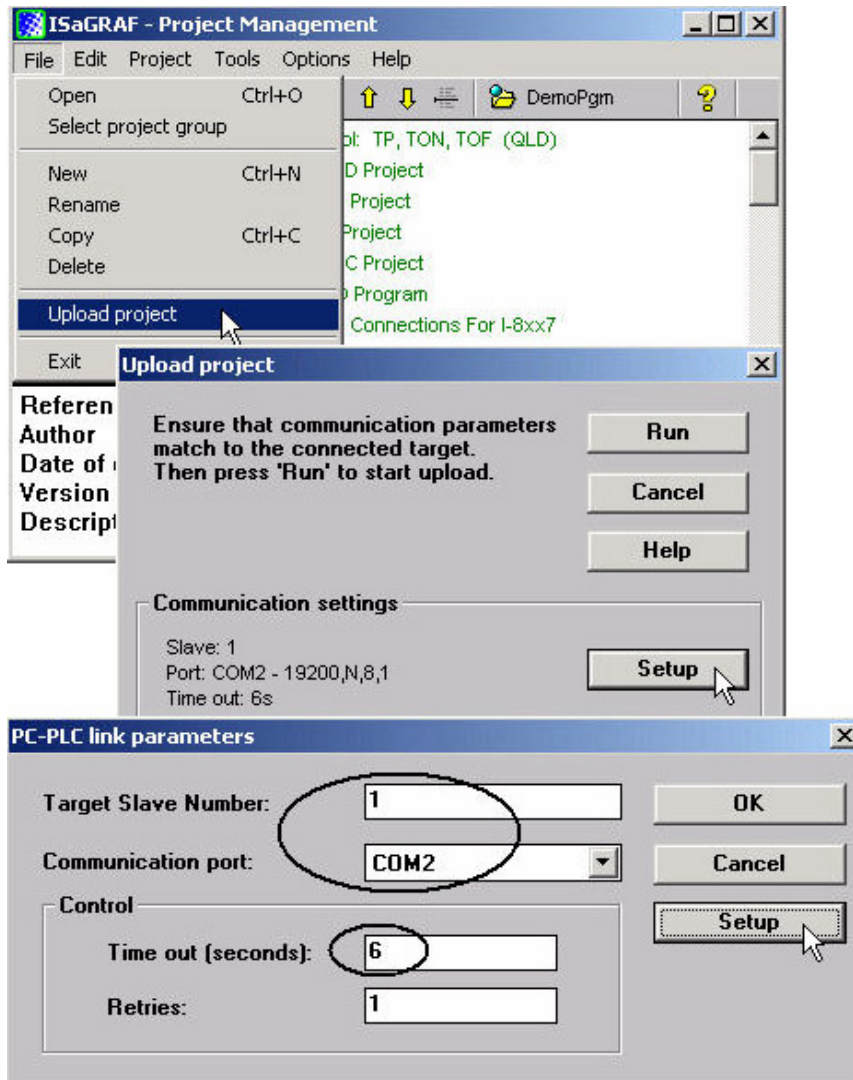 ISaGRAF - Project Management
File Edit Project Tools Options Help
Open Ctrl+O
Select project group
DemoPgm
TP, TON, TOF (QLD)
New Ctrl+N
D Project
Rename
Project
Copy Ctrl+C
Project
Delete
C Project
Program
Upload project
Connections For I-8xx7
Exit
Upload project
Referen
Author
Date of
Version
Descript
Ensure that communication parameters
match to the connected target.
Then press 'Run' to start upload.
Run
Cancel
Help
Communication settings
Slave: 1
Port: COM2 - 19200,N,8,1
Time out: 6s
Setup
PC-PLC link parameters
Target Slave Number: 1
OK
Communication port: COM2
Cancel
Control
Setup
Time out (seconds): 6
Retries: 1